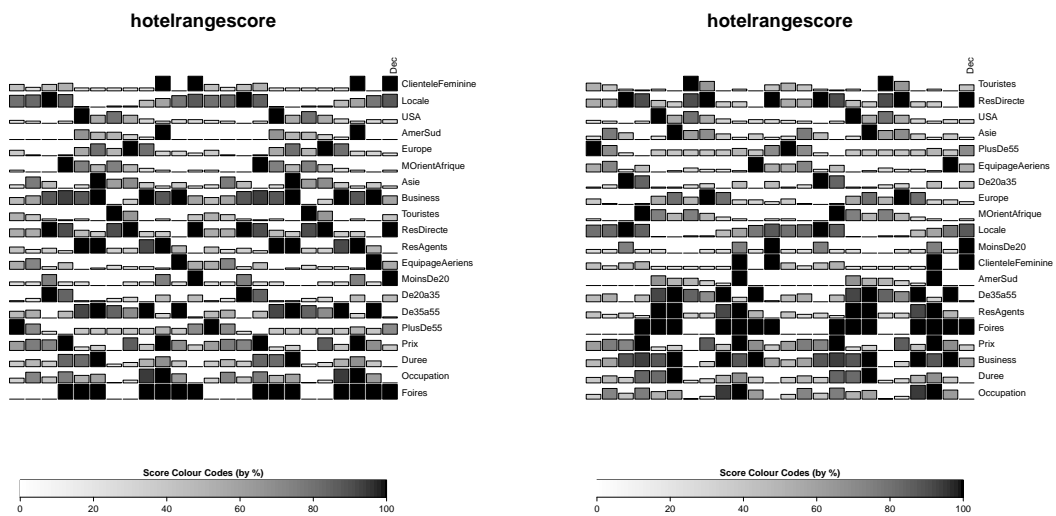 hotelrangescore
Dec
ClienteleFeminine
Locale
USA
AmerSud
Europe
MOrientAfrique
Asie
Business
Touristes
ResDirecte
ResAgents
EquipageAeriens
MoinsDe20
De20a35
De35a55
PlusDe55
Prix
Duree
Occupation
Foires
Score Colour Codes (by %)
0 20 40 60 80 100
hotelrangescore
Dec
Touristes
ResDirecte
USA
Asie
PlusDe55
EquipageAeriens
De20a35
Europe
MOrientAfrique
Locale
MoinsDe20
ClienteleFeminine
AmerSud
De35a55
ResAgents
Foires
Prix
Business
Duree
Occupation
Score Colour Codes (by %)
0 20 40 60 80 100